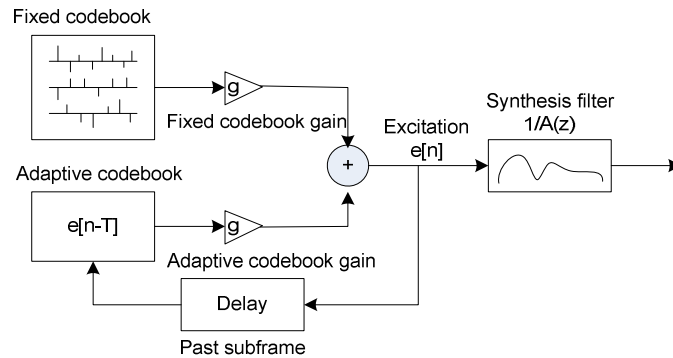 Fixed codebook
g
Fixed codebook gain
Synthesis filter
1/A(z)
Excitation
e[n]
+
Adaptive codebook
e[n-T]
g
Adaptive codebook gain
Delay
Past subframe